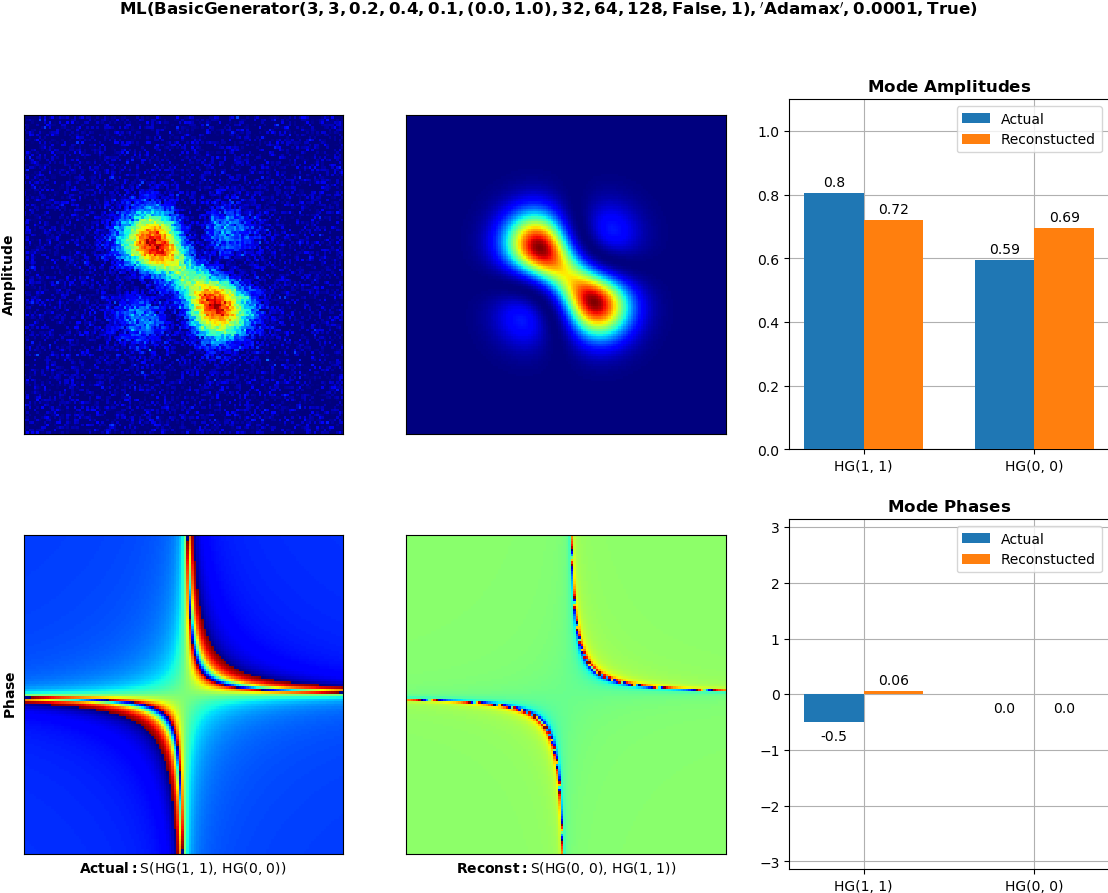 ML(BasicGenerator(3, 3, 0.2, 0.4, 0.1, (0.0, 1.0), 32, 64, 128, False, 1), 'Adamax', 0.0001, True)
Amplitude
Mode Amplitudes
Actual
Reconstucted
1.0
0.8
0.6
0.4
0.2
0.0
0.8
0.72
0.59
0.69
HG(1, 1)
HG(0, 0)
Phase
Actual: S(HG(1, 1), HG(0, 0))
Reconst: S(HG(0, 0), HG(1, 1))
Mode Phases
Actual
Reconstucted
3
2
1
0
−1
−2
−3
-0.5
0.06
0.0
0.0
HG(1, 1)
HG(0, 0)